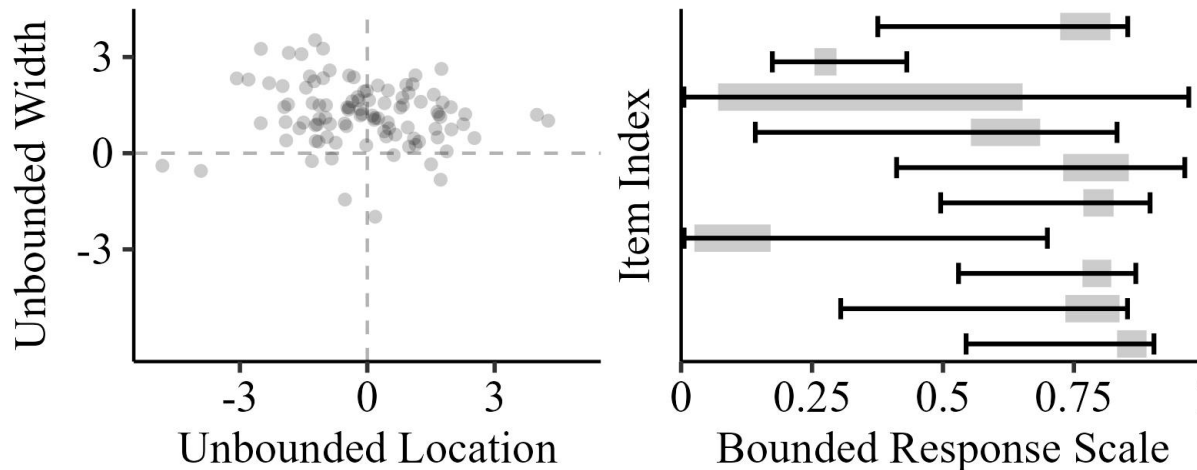 Unbounded Width
3
0
-3
-3 0 3
Unbounded Location
Item Index
0 0.25 0.5 0.75
Bounded Response Scale